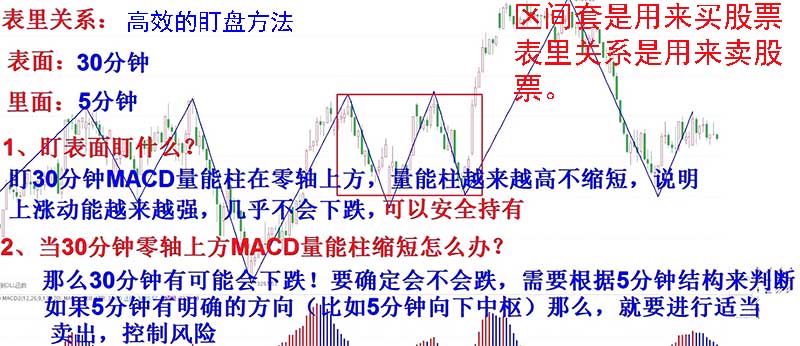 表里关系：高效的盯盘方法
区间套是用来买股票
表里关系是用来卖股
票。
表面：30分钟
里面：5分钟
1、盯表面盯什么？
盯30分钟MACD量能柱在零轴上方，量能柱越来越高不缩短，说明
上涨动能越来越强，几乎不会下跌，可以安全持有
2、当30分钟零轴上方MACD量能柱缩短怎么办？
那么30分钟有可能会下跌！要确定会不会跌，需要根据5分钟结构来判断
如果5分钟有明确的方向（比如5分钟向下中枢）那么，就要进行适当
卖出，控制风险